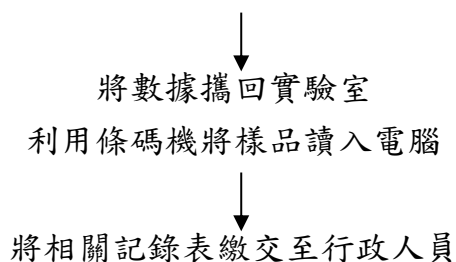 將數據攜回實驗室
利用條碼機將樣品讀入電腦
將相關記錄表繳交至行政人員